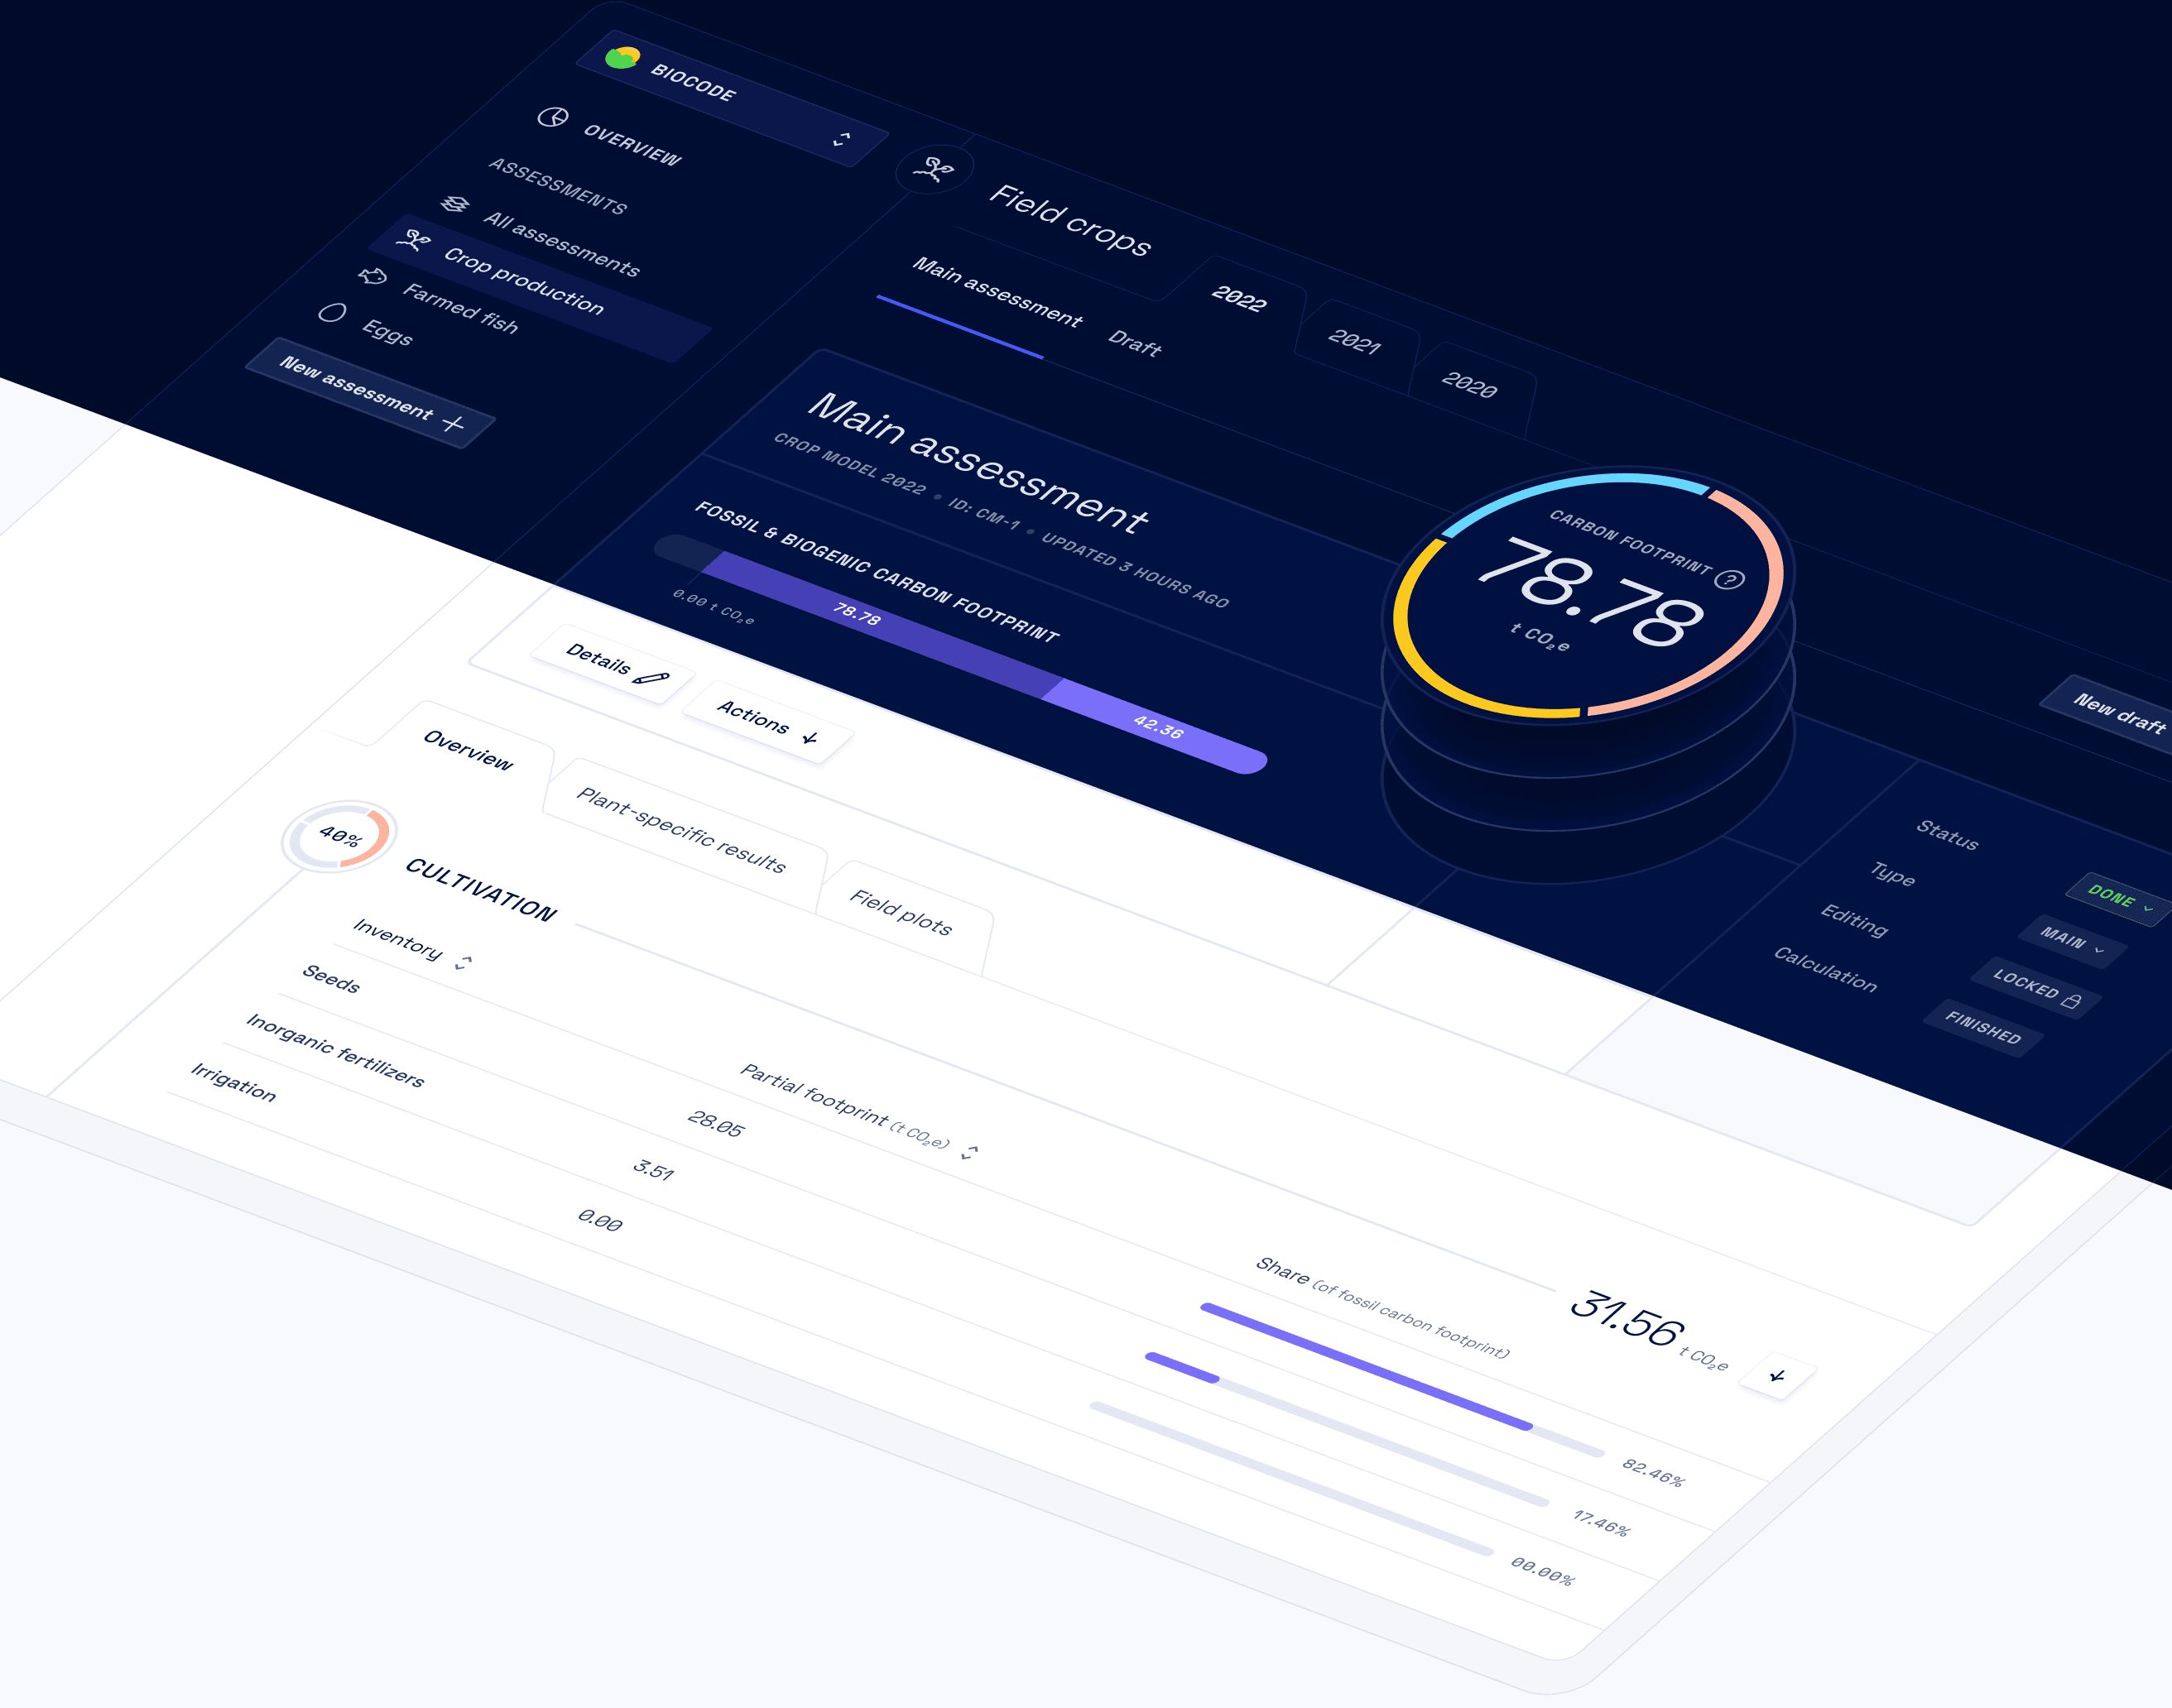 BIOCODE
OVERVIEW
ASSESSMENTS
All assessments
Crop production
Farmed fish
Eggs
New assessment
Field crops
2022
2021
2020
Main assessment
Draft
New draft
Main assessment
CROP MODEL 2022 • ID: CM-1 • UPDATED 3 HOURS AGO
FOSSIL & BIOGENIC CARBON FOOTPRINT
78.78
42.36
0.00 t CO₂e
CARBON FOOTPRINT ?
78.78
t CO₂e
Status
DONE
Type
MAIN
Editing
LOCKED
Calculation
FINISHED
Details
Actions
Overview
Plant-specific results
Field plots
40%
CULTIVATION
31.56 t CO₂e
Inventory
Partial footprint (t CO₂e)
Share (of fossil carbon footprint)
Seeds
28.05
82.46%
Inorganic fertilizers
3.51
17.46%
Irrigation
0.00
00.00%